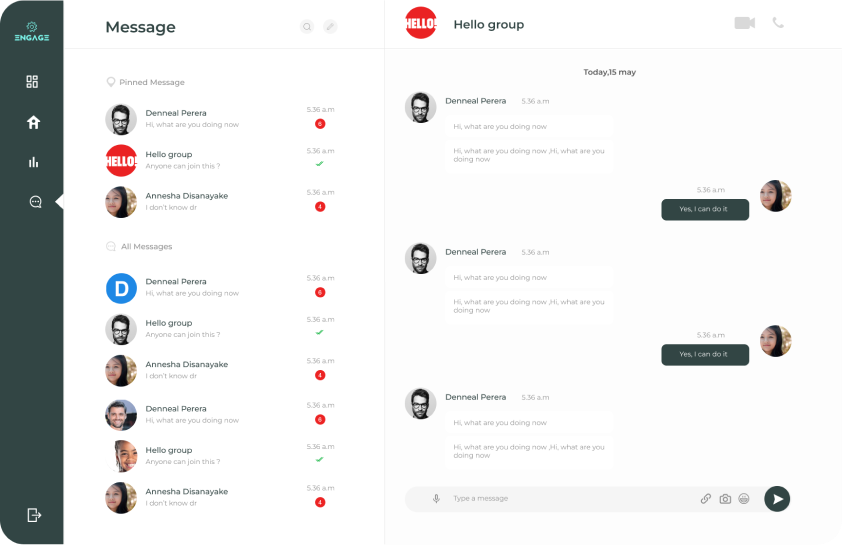 ENGAGE
Message
Pinned Message
Denneal Perera
5.36 a.m
Hi, what are you doing now
6
HELLO!
Hello group
5.36 a.m
Anyone can join this ?
Annesha Disanayake
5.36 a.m
I don't know dr
4
All Messages
D
Denneal Perera
5.36 a.m
Hi, what are you doing now
6
Hello group
5.36 a.m
Anyone can join this ?
Annesha Disanayake
5.36 a.m
I don't know dr
4
Denneal Perera
5.36 a.m
Hi, what are you doing now
6
Hello group
5.36 a.m
Anyone can join this ?
Annesha Disanayake
5.36 a.m
I don't know dr
4
HELLO!
Hello group
Today,15 may
Denneal Perera 5.36 a.m
Hi, what are you doing now
Hi, what are you doing now ,Hi, what are you
doing now
5.36 a.m
Yes, I can do it
Denneal Perera 5.36 a.m
Hi, what are you doing now
Hi, what are you doing now ,Hi, what are you
doing now
5.36 a.m
Yes, I can do it
Denneal Perera 5.36 a.m
Hi, what are you doing now
Hi, what are you doing now ,Hi, what are you
doing now
Type a message